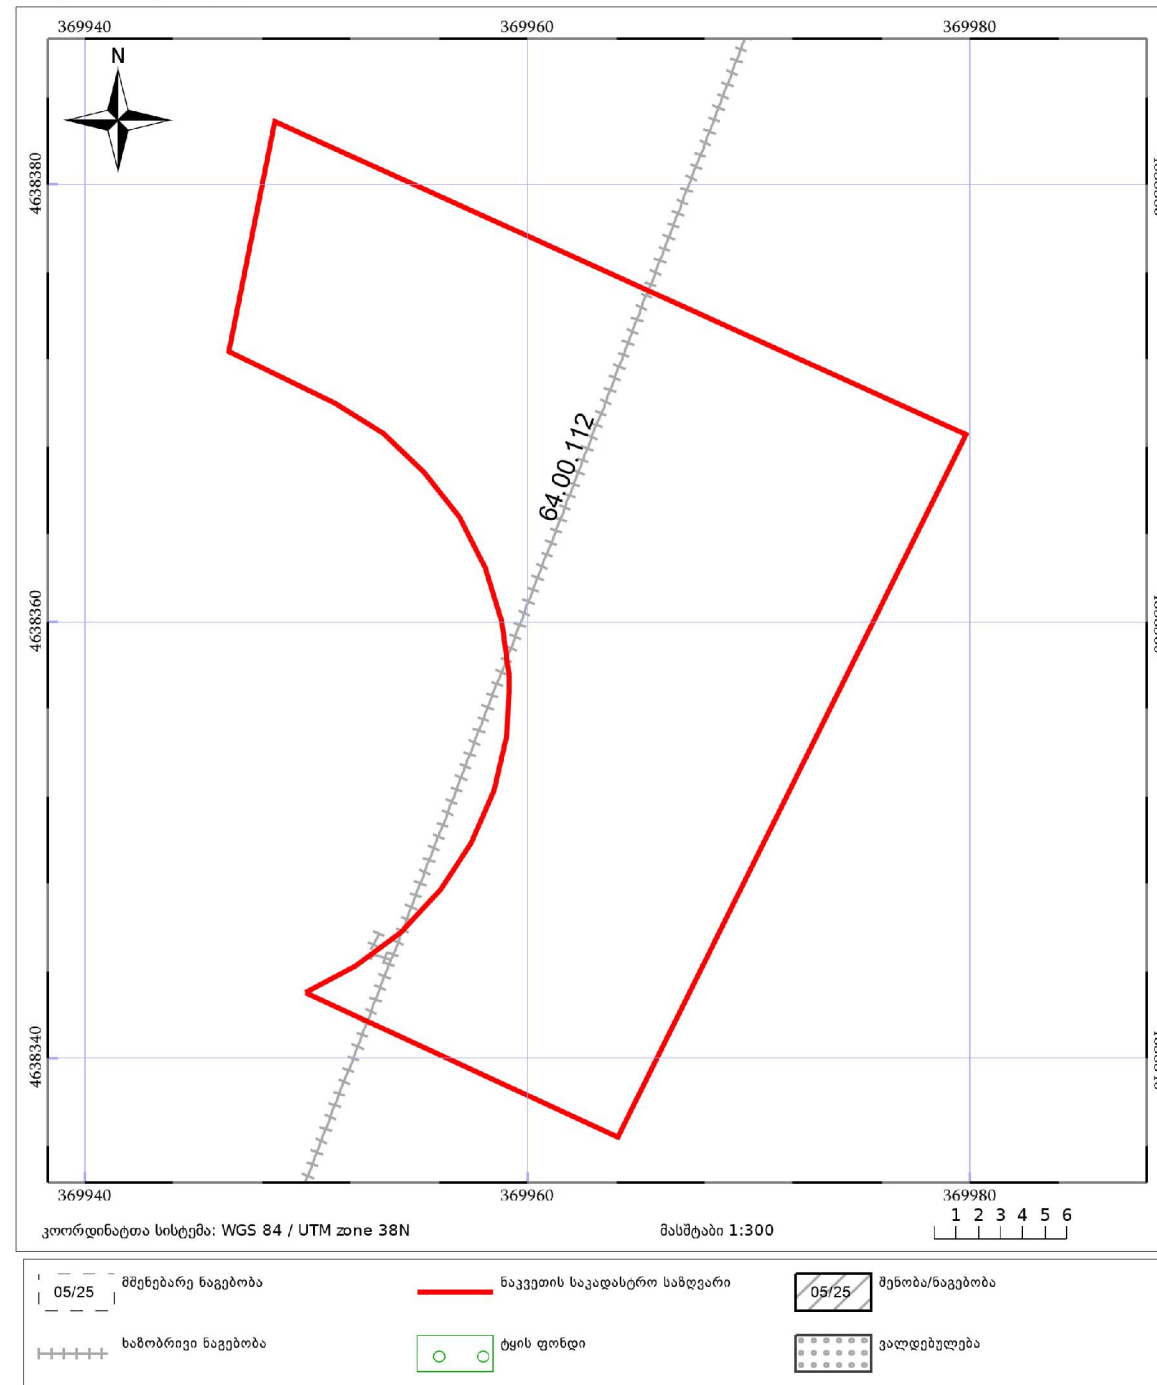 369940 369960 369980
N
4638380
64.00.112
4638360
4638340
369940 369960 369980
კოორდინატთა სისტემა: WGS 84 / UTM zone 38N
მასშტაბი 1:300
1 2 3 4 5 6
05/25 მშენებარე ნაგებობა
ნაკვეთის საკადასტრო საზღვარი
05/25 შენობა/ნაგებობა
ხაზობრივი ნაგებობა
ტყის ფონდი
ვალდებულება